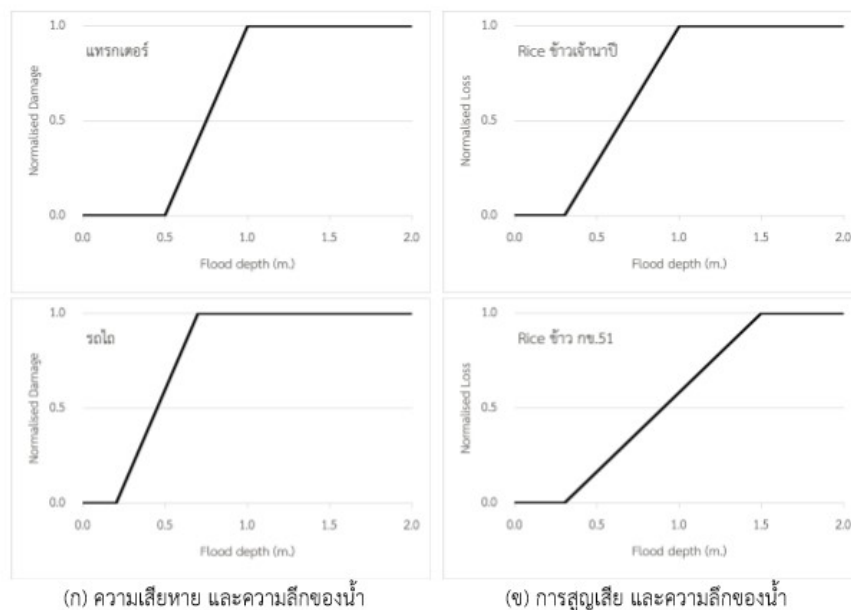 1.0
แทรกเตอร์
Normalised Damage
0.5
0.0
0.0 0.5 1.0 1.5 2.0
Flood depth (m.)
1.0
Rice ข้าวเจ้านาปี
Normalised Loss
0.5
0.0
0.0 0.5 1.0 1.5 2.0
Flood depth (m.)
1.0
รถไถ
Normalised Damage
0.5
0.0
0.0 0.5 1.0 1.5 2.0
Flood depth (m.)
1.0
Rice ข้าว กข.51
Normalised Loss
0.5
0.0
0.0 0.5 1.0 1.5 2.0
Flood depth (m.)
(ก) ความเสียหาย และความลึกของน้ำ
(ข) การสูญเสีย และความลึกของน้ำ